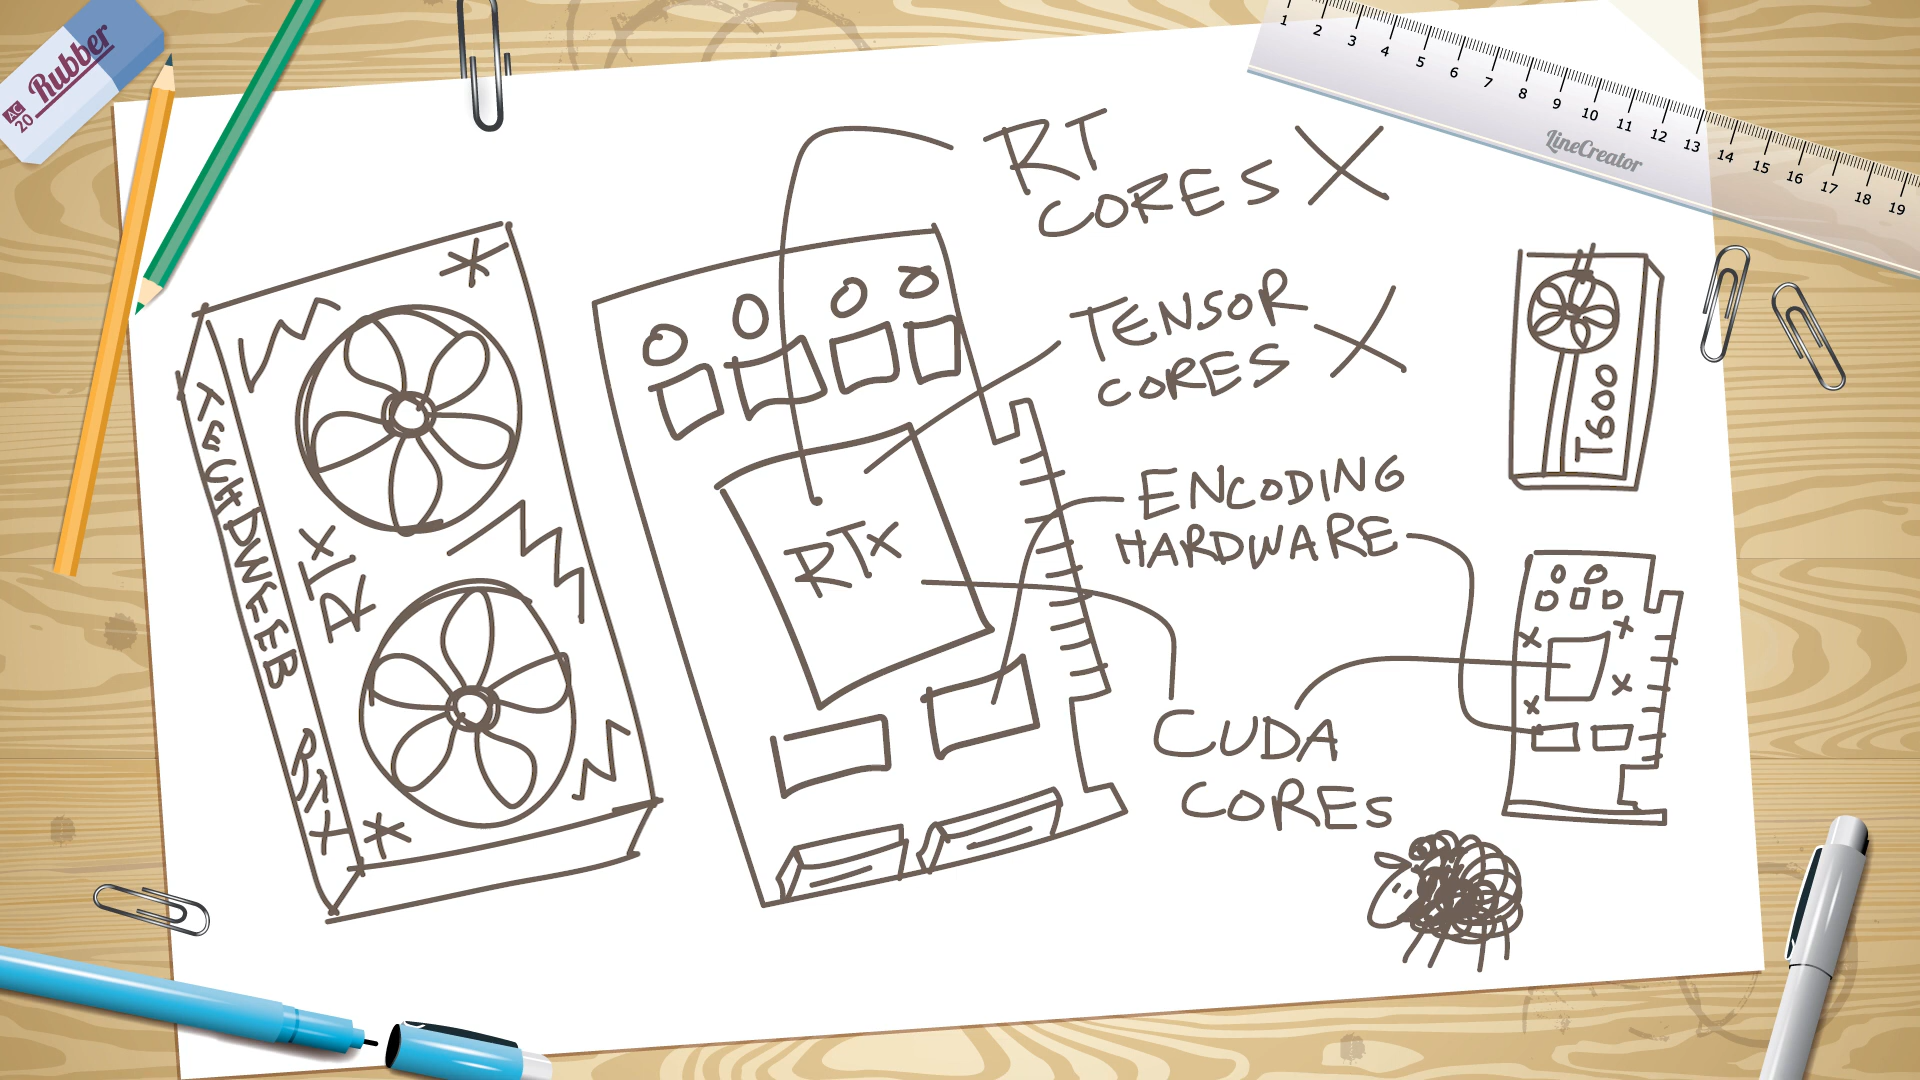 AC
20
Rubber
1 2 3 4 5 6 7 8 9 10 11 12 13 14 15 16 17 18 19
LineCreator
RT
CORES X
TENSOR
CORES X
ENCODING
HARDWARE
CUDA
CORES
TECHDWEEB RTX
RTX
RTX
T600